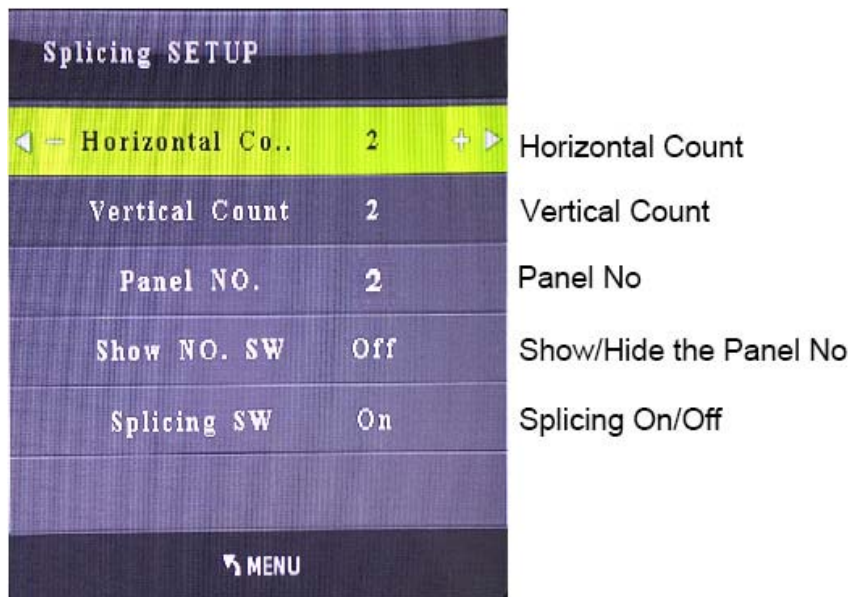 Splicing SETUP
- Horizontal Co.. 2 + Horizontal Count
Vertical Count 2 Vertical Count
Panel NO. 2 Panel No
Show NO. SW Off Show/Hide the Panel No
Splicing SW On Splicing On/Off
MENU